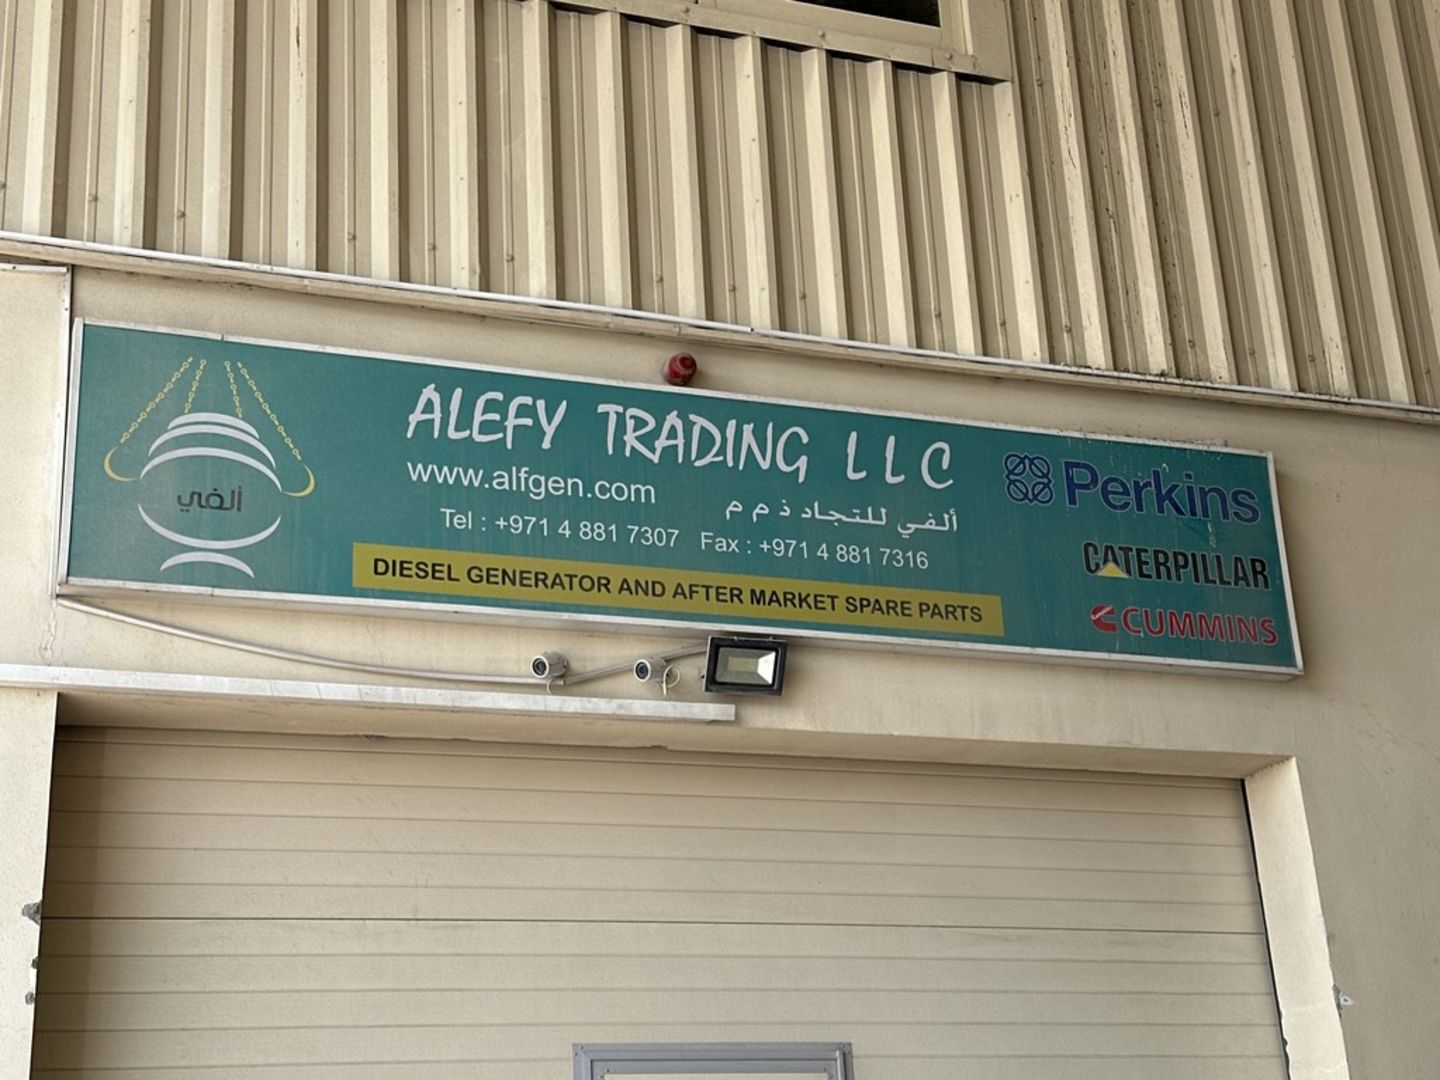 ألفي
ALEFY TRADING LLC
www.alfgen.com
ألفي للتجاد ذ م م
Tel : +971 4 881 7307 Fax : +971 4 881 7316
DIESEL GENERATOR AND AFTER MARKET SPARE PARTS
Perkins
CATERPILLAR
CUMMINS